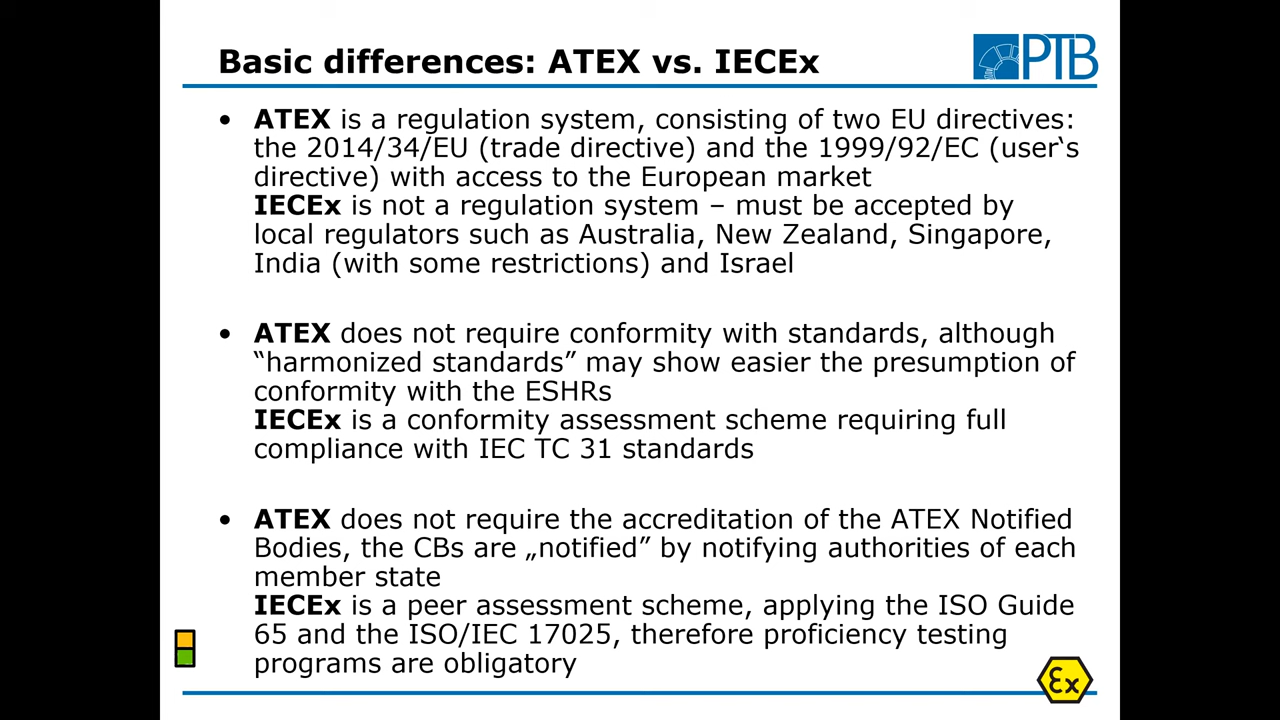 Basic differences: ATEX vs. IECEx
PTB
• ATEX is a regulation system, consisting of two EU directives:
the 2014/34/EU (trade directive) and the 1999/92/EC (user‘s
directive) with access to the European market
IECEx is not a regulation system – must be accepted by
local regulators such as Australia, New Zealand, Singapore,
India (with some restrictions) and Israel
• ATEX does not require conformity with standards, although
“harmonized standards” may show easier the presumption of
conformity with the ESHRs
IECEx is a conformity assessment scheme requiring full
compliance with IEC TC 31 standards
• ATEX does not require the accreditation of the ATEX Notified
Bodies, the CBs are „notified” by notifying authorities of each
member state
IECEx is a peer assessment scheme, applying the ISO Guide
65 and the ISO/IEC 17025, therefore proficiency testing
programs are obligatory
Ex